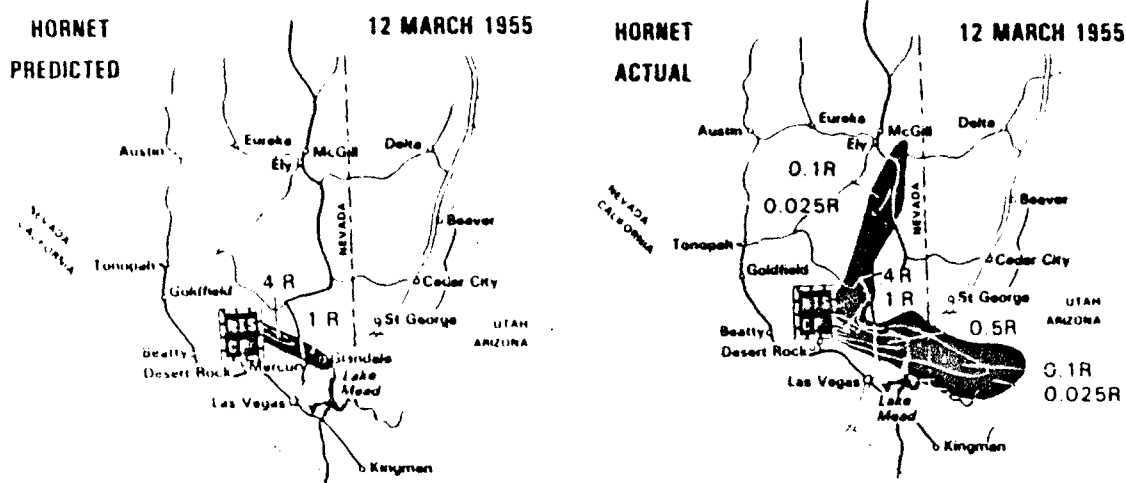 HORNET
PREDICTED
12 MARCH 1955
Austin
Eureka
Ely
McGill
Delta
NEVADA
CALIFORNIA
NEVADA
Beaver
Tonopah
Goldfield
4 R
Cedar City
1 R
St George
UTAH
ARIZONA
Beatty
Mercury
Glendale
Desert Rock
Lake
Mead
Las Vegas
Kingman
HORNET
ACTUAL
12 MARCH 1955
Austin
Eureka
Ely
McGill
Delta
0.1R
0.025R
NEVADA
CALIFORNIA
NEVADA
Beaver
Tonopah
Goldfield
4 R
Cedar City
1 R
St George
UTAH
ARIZONA
0.5R
Beatty
Desert Rock
Las Vegas
Lake
Mead
0.1R
0.025R
Kingman